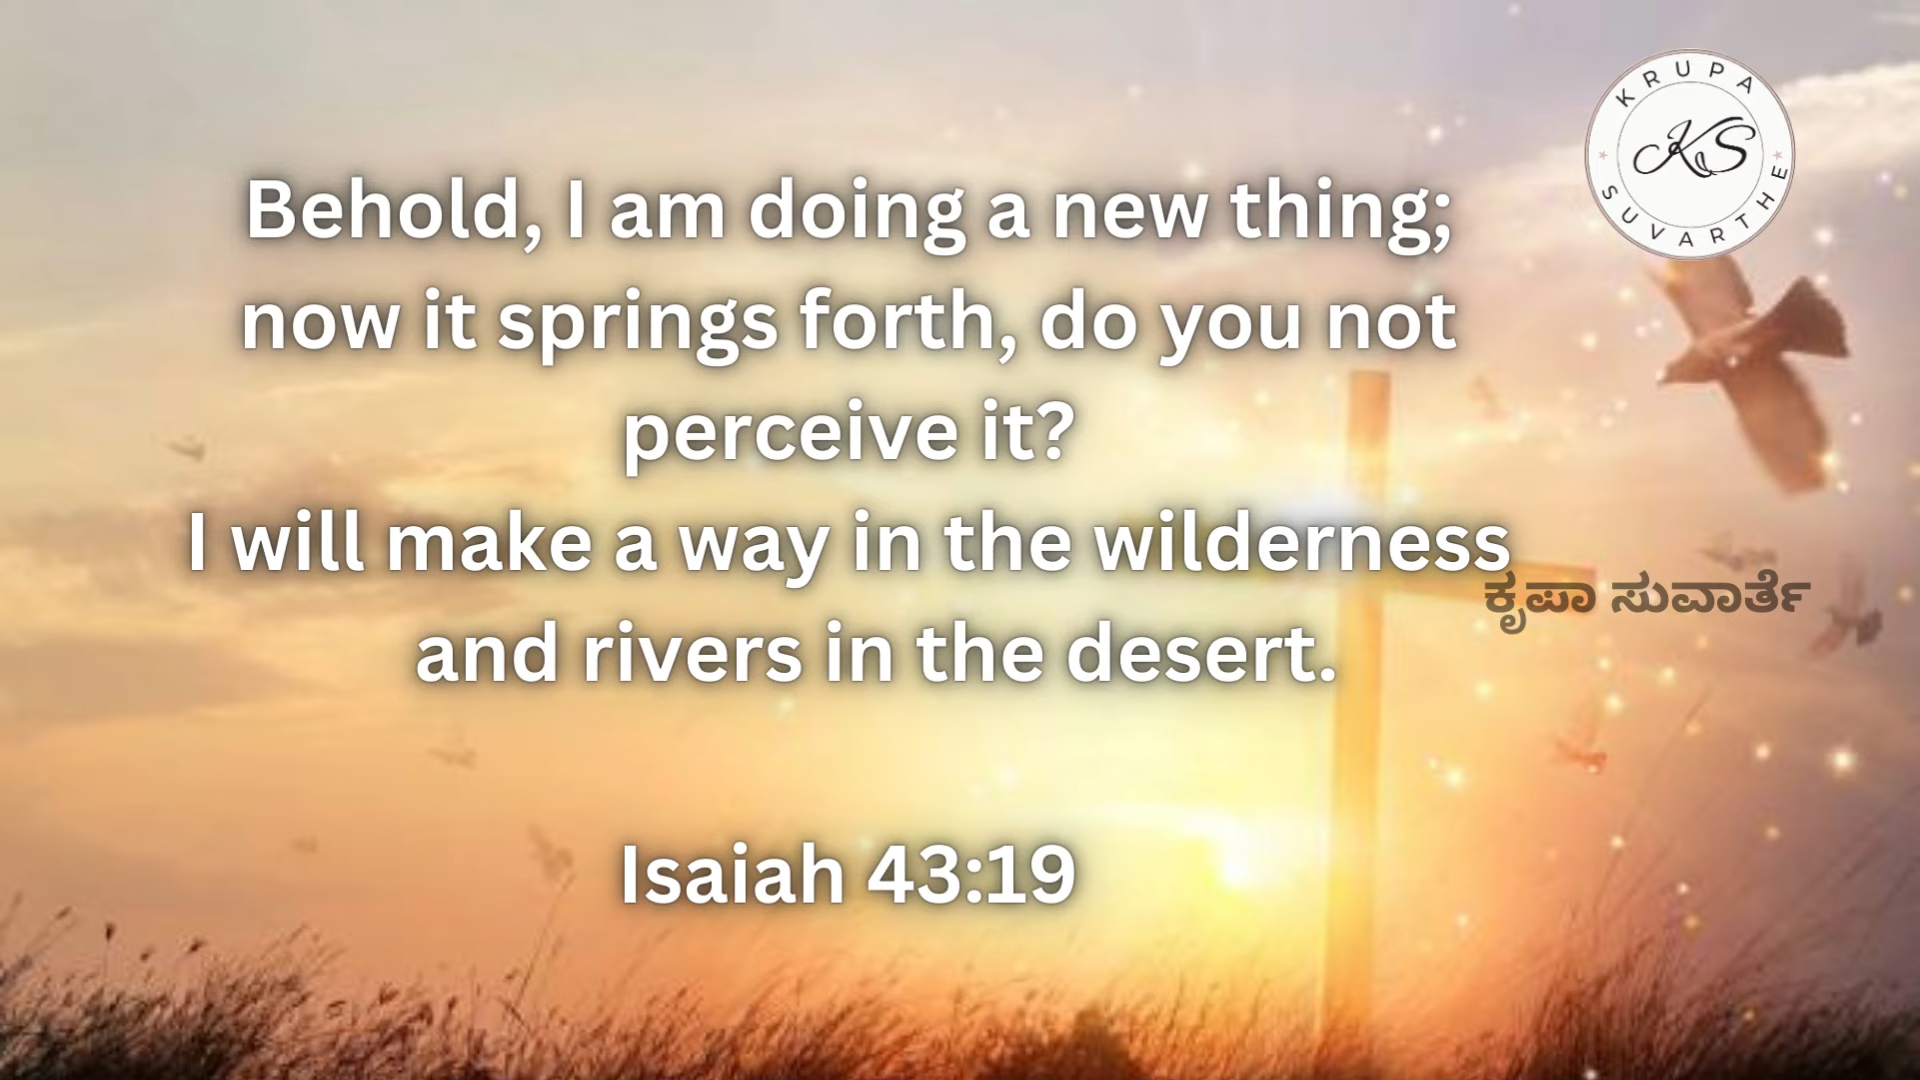 KRUPA
KS
SUVARTHE
Behold, I am doing a new thing;
now it springs forth, do you not
perceive it?
I will make a way in the wilderness
ಕೃಪಾ ಸುವಾರ್ತೆ
and rivers in the desert.
Isaiah 43:19